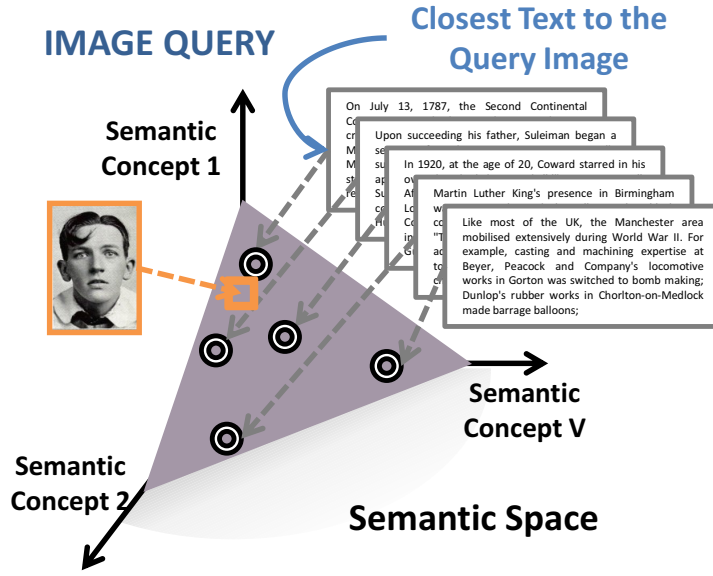 IMAGE QUERY
Closest Text to the
Query Image
Semantic
Concept 1
On July 13, 1787, the Second Continental
Upon succeeding his father, Suleiman began a
In 1920, at the age of 20, Coward starred in his
Martin Luther King's presence in Birmingham
Like most of the UK, the Manchester area
mobilised extensively during World War II. For
example, casting and machining expertise at
Beyer, Peacock and Company's locomotive
works in Gorton was switched to bomb making;
Dunlop's rubber works in Chorlton-on-Medlock
made barrage balloons;
Semantic
Concept V
Semantic
Concept 2
Semantic Space